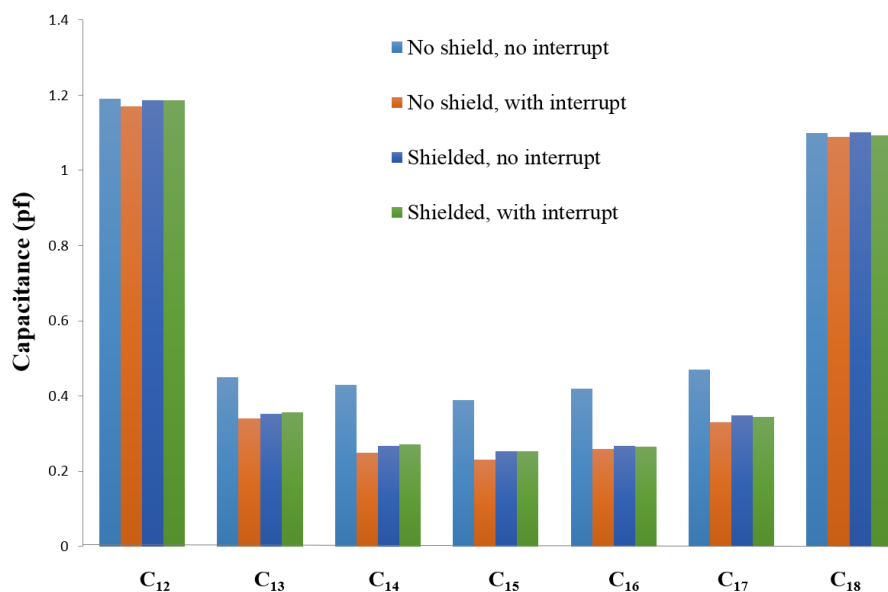 1.4
No shield, no interrupt
1.2
No shield, with interrupt
1
Shielded, no interrupt
Shielded, with interrupt
0.8
Capacitance (pf)
0.6
0.4
0.2
0
C₁₂ C₁₃ C₁₄ C₁₅ C₁₆ C₁₇ C₁₈